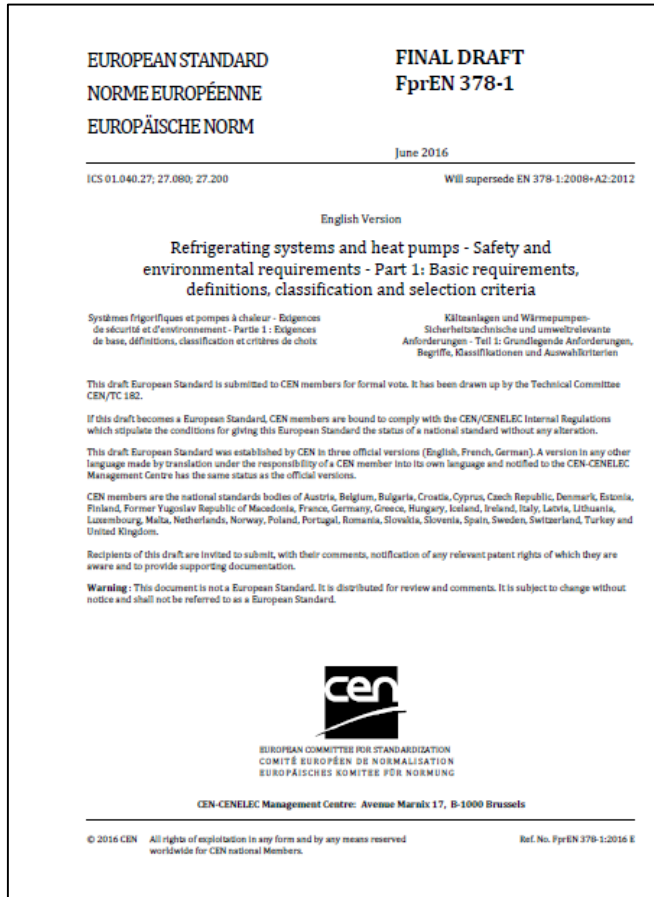 EUROPEAN STANDARD
NORME EUROPÉENNE
EUROPÄISCHE NORM
FINAL DRAFT
FprEN 378-1
June 2016
ICS 01.040.27; 27.080; 27.200
Will supersede EN 378-1:2008+A2:2012
English Version
Refrigerating systems and heat pumps - Safety and
environmental requirements - Part 1: Basic requirements,
definitions, classification and selection criteria
Systèmes frigorifiques et pompes à chaleur - Exigences
de sécurité et d'environnement - Partie 1 : Exigences
de base, définitions, classification et critères de choix
Kälteanlagen und Wärmepumpen-
Sicherheitstechnische und umweltrelevante
Anforderungen - Teil 1: Grundlegende Anforderungen,
Begriffe, Klassifikationen und Auswahlkriterien
This draft European Standard is submitted to CEN members for formal vote. It has been drawn up by the Technical Committee
CEN/TC 182.
If this draft becomes a European Standard, CEN members are bound to comply with the CEN/CENELEC Internal Regulations
which stipulate the conditions for giving this European Standard the status of a national standard without any alteration.
This draft European Standard was established by CEN in three official versions (English, French, German). A version in any other
language made by translation under the responsibility of a CEN member into its own language and notified to the CEN-CENELEC
Management Centre has the same status as the official versions.
CEN members are the national standards bodies of Austria, Belgium, Bulgaria, Croatia, Cyprus, Czech Republic, Denmark, Estonia,
Finland, Former Yugoslav Republic of Macedonia, France, Germany, Greece, Hungary, Iceland, Ireland, Italy, Latvia, Lithuania,
Luxembourg, Malta, Netherlands, Norway, Poland, Portugal, Romania, Slovakia, Slovenia, Spain, Sweden, Switzerland, Turkey and
United Kingdom.
Recipients of this draft are invited to submit, with their comments, notification of any relevant patent rights of which they are
aware and to provide supporting documentation.
Warning : This document is not a European Standard. It is distributed for review and comments. It is subject to change without
notice and shall not be referred to as a European Standard.
cen
EUROPEAN COMMITTEE FOR STANDARDIZATION
COMITÉ EUROPÉEN DE NORMALISATION
EUROPÄISCHES KOMITEE FÜR NORMUNG
CEN-CENELEC Management Centre: Avenue Marnix 17, B-1000 Brussels
© 2016 CEN All rights of exploitation in any form and by any means reserved
worldwide for CEN national Members.
Ref. No. FprEN 378-1:2016 E